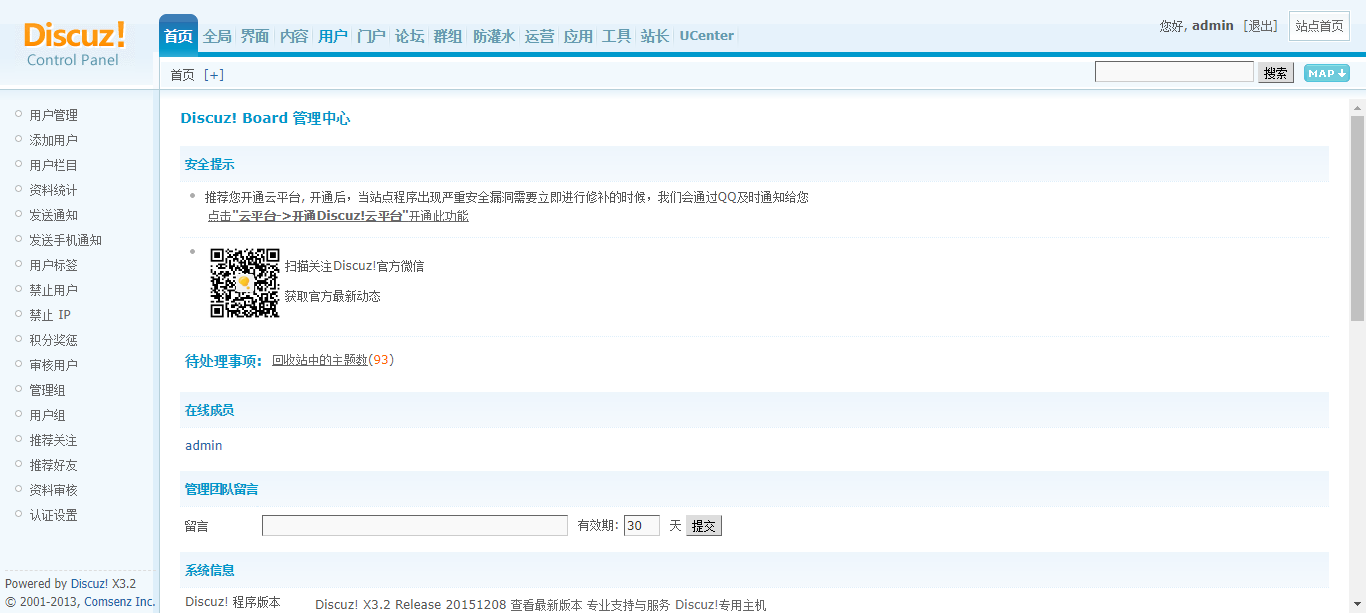 Discuz!
Control Panel
首页 全局 界面 内容 用户 门户 论坛 群组 防灌水 运营 应用 工具 站长 UCenter
您好, admin [退出] 站点首页
首页 [+]
搜索 MAP
用户管理
添加用户
用户栏目
资料统计
发送通知
发送手机通知
用户标签
禁止用户
禁止 IP
积分奖惩
审核用户
管理组
用户组
推荐关注
推荐好友
资料审核
认证设置
Powered by Discuz! X3.2
© 2001-2013, Comsenz Inc.
Discuz! Board 管理中心
安全提示
推荐您开通云平台, 开通后，当站点程序出现严重安全漏洞需要立即进行修补的时候，我们会通过QQ及时通知给您
点击"云平台->开通Discuz!云平台"开通此功能
扫描关注Discuz!官方微信
获取官方最新动态
待处理事项: 回收站中的主题数(93)
在线成员
admin
管理团队留言
留言 有效期: 30 天 提交
系统信息
Discuz! 程序版本 Discuz! X3.2 Release 20151208 查看最新版本 专业支持与服务 Discuz!专用主机